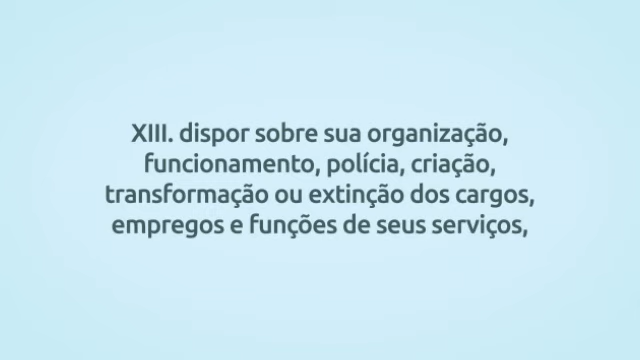 XIII. dispor sobre sua organização,
funcionamento, polícia, criação,
transformação ou extinção dos cargos,
empregos e funções de seus serviços,